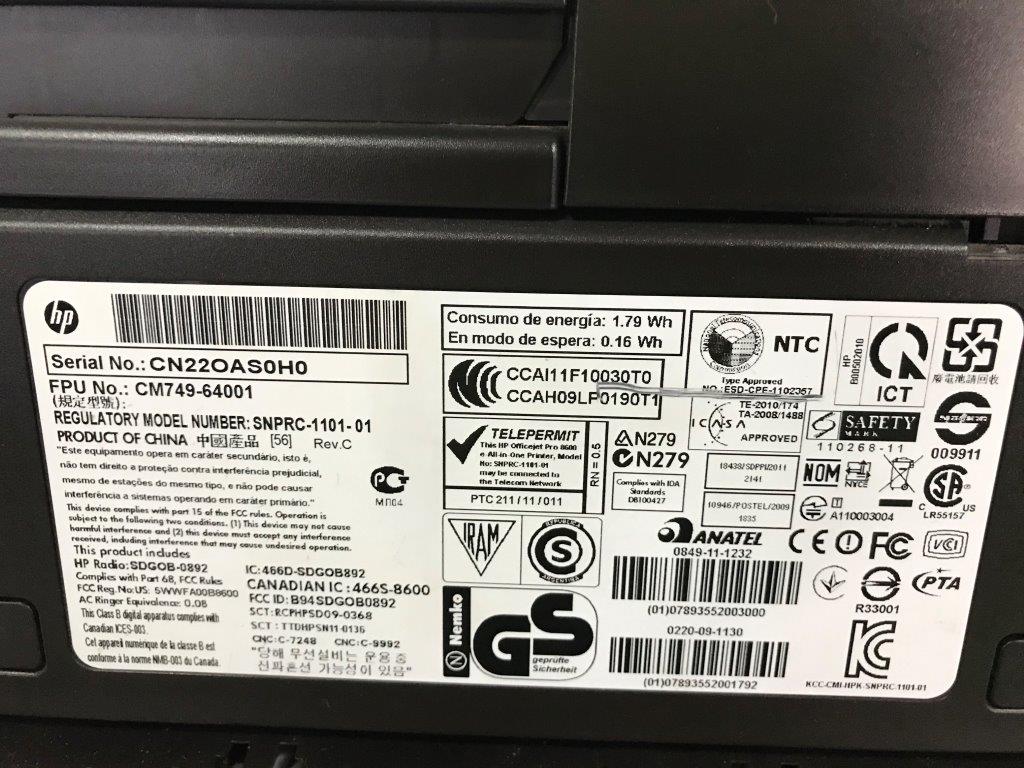 hp
Serial No.: CN22OAS0H0
FPU No.: CM749-64001
(規定型號):
REGULATORY MODEL NUMBER: SNPRC-1101-01
PRODUCT OF CHINA 中國產品 [56] Rev.C
"Este equipamento opera em caráter secundário, isto é,
não tem direito a proteção contra interferência prejudicial,
mesmo de estações do mesmo tipo, e não pode causar
interferência a sistemas operando em caráter primário."
This device complies with part 15 of the FCC rules. Operation is
subject to the following two conditions. (1) This device may not cause
harmful interference and (2) this device must accept any interference
received, including interference that may cause undesired operation.
This product includes
HP Radio: SDGOB-0892
Complies with Part 68, FCC Rules
FCC Reg.No: US: 5WWFA00B8600
AC Ringer Equivalence: 0.0B
This Class B digital apparatus complies with
Canadian ICES-003.
Cet appareil numérique de la classe B est
conforme à la norme NMB-003 du Canada.
IC: 466D-SDGOB892
CANADIAN IC : 466S-8600
FCC ID: B94SDGOB0892
SCT: RCPHPSD09-0368
SCT : TTDHPSN11-0136
CNC: C-7248 CNC: C-9992
"당해 무선설비는 운용 중
전파혼선 가능성이 있음"
МП04
Consumo de energía: 1.79 Wh
En modo de espera: 0.16 Wh
CCAI11F10030T0
CCAH09LP0190T1
TELEPERMIT
This HP Officejet Pro 8600
e-All-in-One Printer, Model
No: SNPRC-1101-01
may be connected to
the Telecom Network
PTC 211/11/011
RN = 0.5
N279
N279
Complies with IDA
Standards
DB100427
IRAM
REPUBLICA
S
ARGENTINA
N Nemko
GS
geprüfte
Sicherheit
NTC
Type Approved
NO.: ESD-CPE-1102357
ICASA
TE-2010/174
TA-2008/1488
APPROVED
18438/SDPPI/2011
2141
10946/POSTEL/2009
1835
ANATEL
0849-11-1232
(01)07893552003000
0220-09-1130
(01)07893552001792
HP
B00502010
ICT
廢電池請回收
S SAFETY
MARK
110268-11
009911
NOM
NYCE
A110003004
SA
C US
LR55157
CE FC
VCCI
R33001
PTA
KC
KCC-CMI-HPK-SNPRC-1101-01